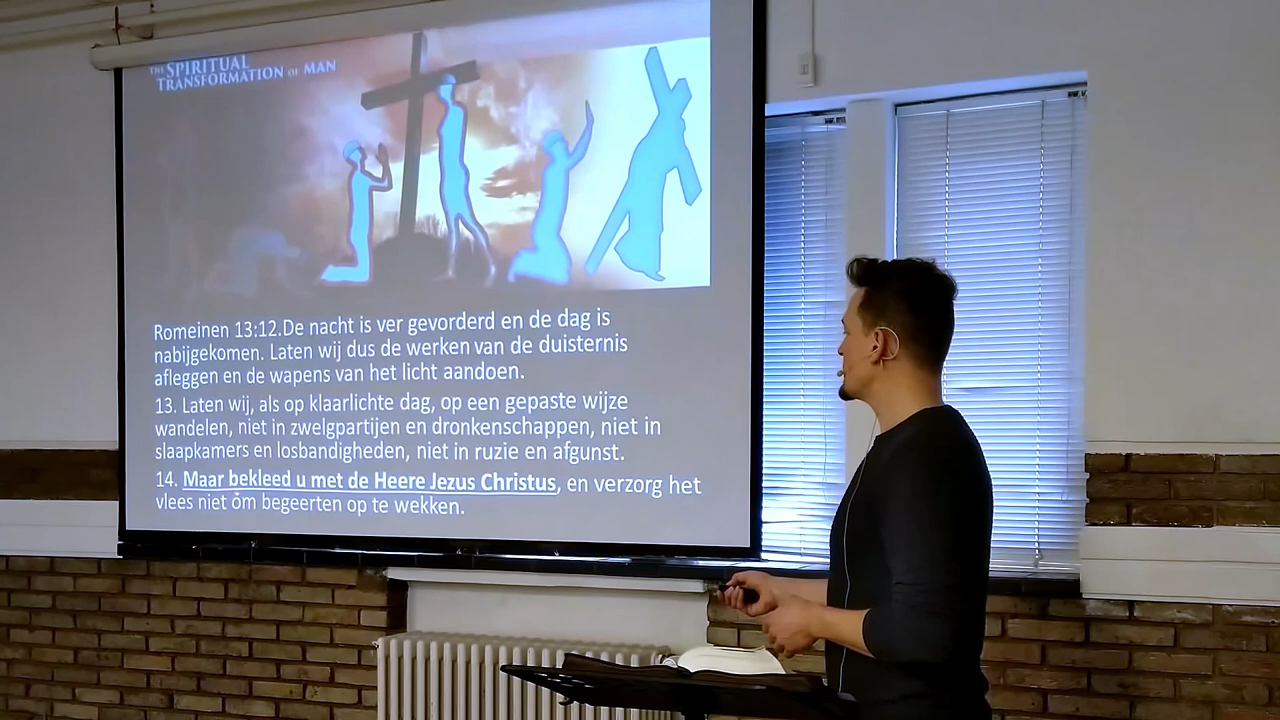 THE SPIRITUAL
TRANSFORMATION OF MAN
Romeinen 13:12.De nacht is ver gevorderd en de dag is
nabijgekomen. Laten wij dus de werken van de duisternis
afleggen en de wapens van het licht aandoen.
13. Laten wij, als op klaarlichte dag, op een gepaste wijze
wandelen, niet in zwelgpartijen en dronkenschappen, niet in
slaapkamers en losbandigheden, niet in ruzie en afgunst.
14. Maar bekleed u met de Heere Jezus Christus, en verzorg het
vlees niet om begeerten op te wekken.